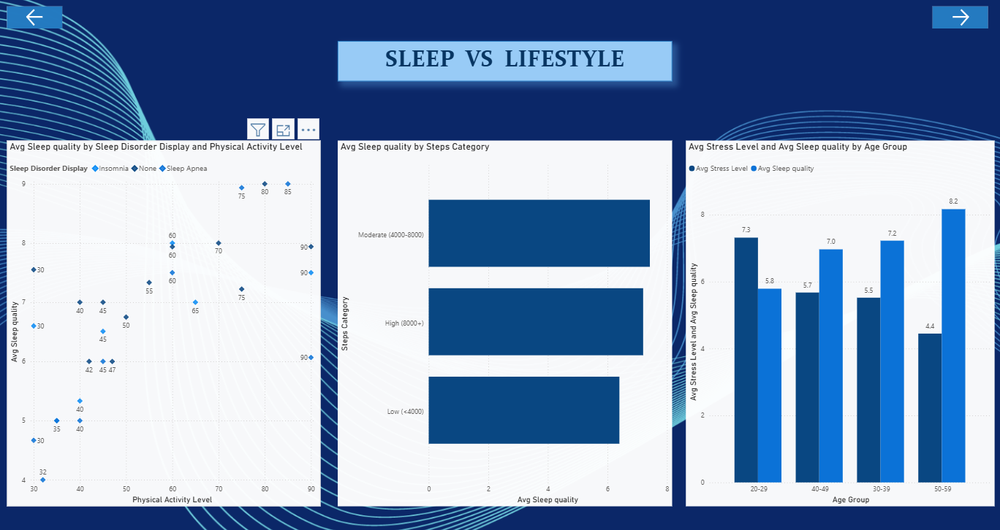 SLEEP VS LIFESTYLE
Avg Sleep quality by Sleep Disorder Display and Physical Activity Level
Sleep Disorder Display Insomnia None Sleep Apnea
Avg Sleep quality
9
8
7
6
5
4
75
80
85
60
60
70
90
30
60
90
55
75
40
45
65
50
30
45
90
42
45
47
40
35
40
30
32
30 40 50 60 70 80 90
Physical Activity Level
Avg Sleep quality by Steps Category
Steps Category
Moderate (4000-8000)
High (8000+)
Low (<4000)
0 2 4 6 8
Avg Sleep quality
Avg Stress Level and Avg Sleep quality by Age Group
Avg Stress Level Avg Sleep quality
Avg Stress Level and Avg Sleep quality
8
6
4
2
0
7.3
5.8
5.7
7.0
5.5
7.2
4.4
8.2
20-29 40-49 30-39 50-59
Age Group